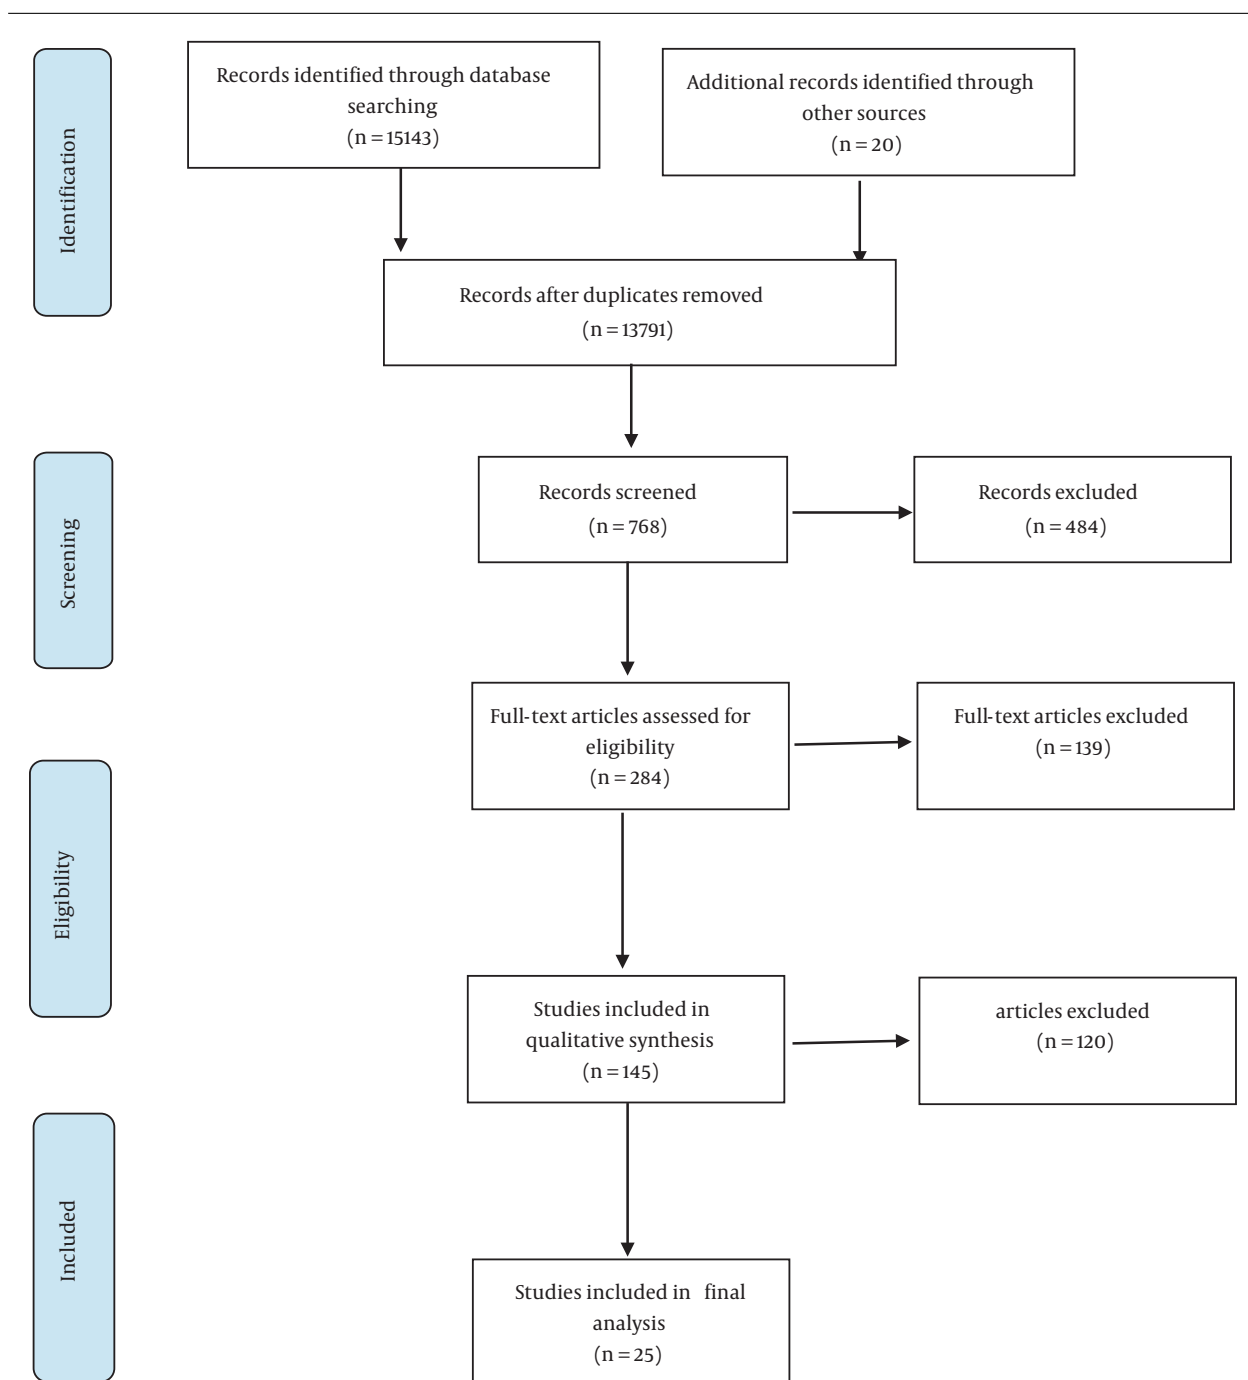 Identification
Records identified through database
searching
(n = 15143)
Additional records identified through
other sources
(n = 20)
Records after duplicates removed
(n = 13791)
Screening
Records screened
(n = 768)
Records excluded
(n = 484)
Full-text articles assessed for
eligibility
(n = 284)
Full-text articles excluded
(n = 139)
Eligibility
Studies included in
qualitative synthesis
(n = 145)
articles excluded
(n = 120)
Included
Studies included in final
analysis
(n = 25)